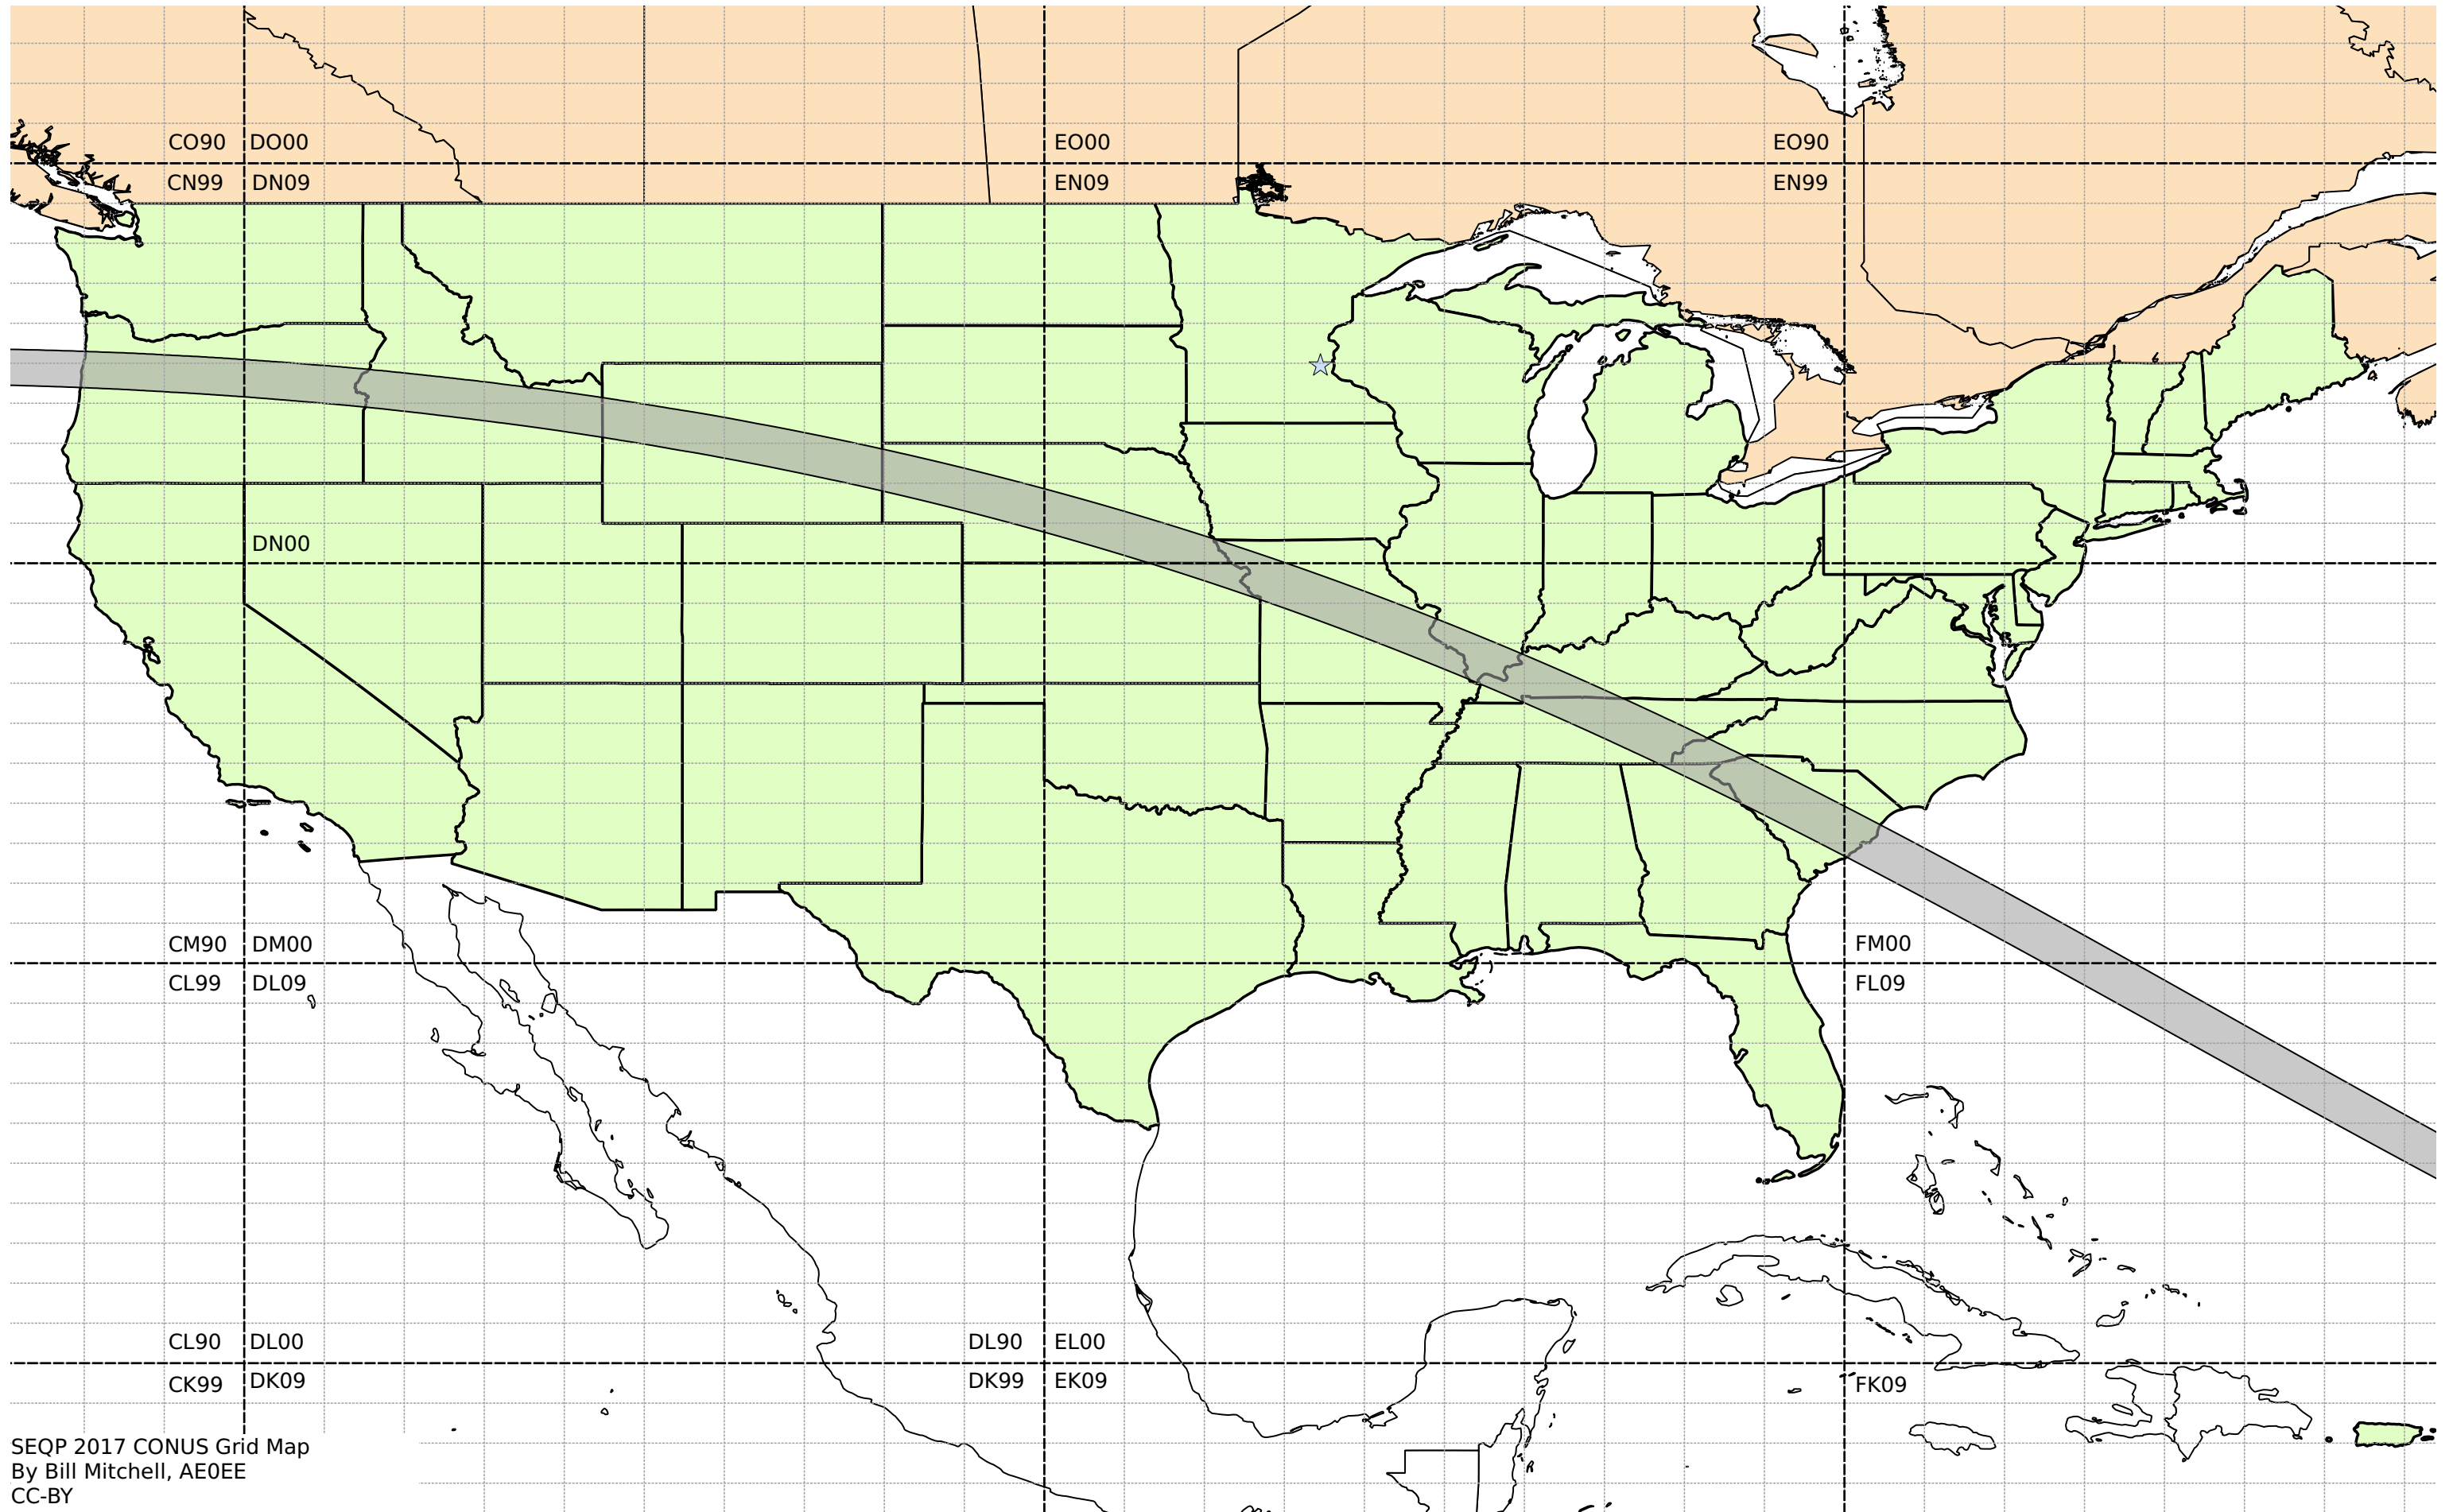 CO90 DO00 EO00 EO90
CN99 DN09 EN09 EN99
DN00
CM90 DM00 FM00
CL99 DL09 FL09
CL90 DL00 DL90 EL00
CK99 DK09 DK99 EK09 FK09
SEQP 2017 CONUS Grid Map
By Bill Mitchell, AE0EE
CC-BY